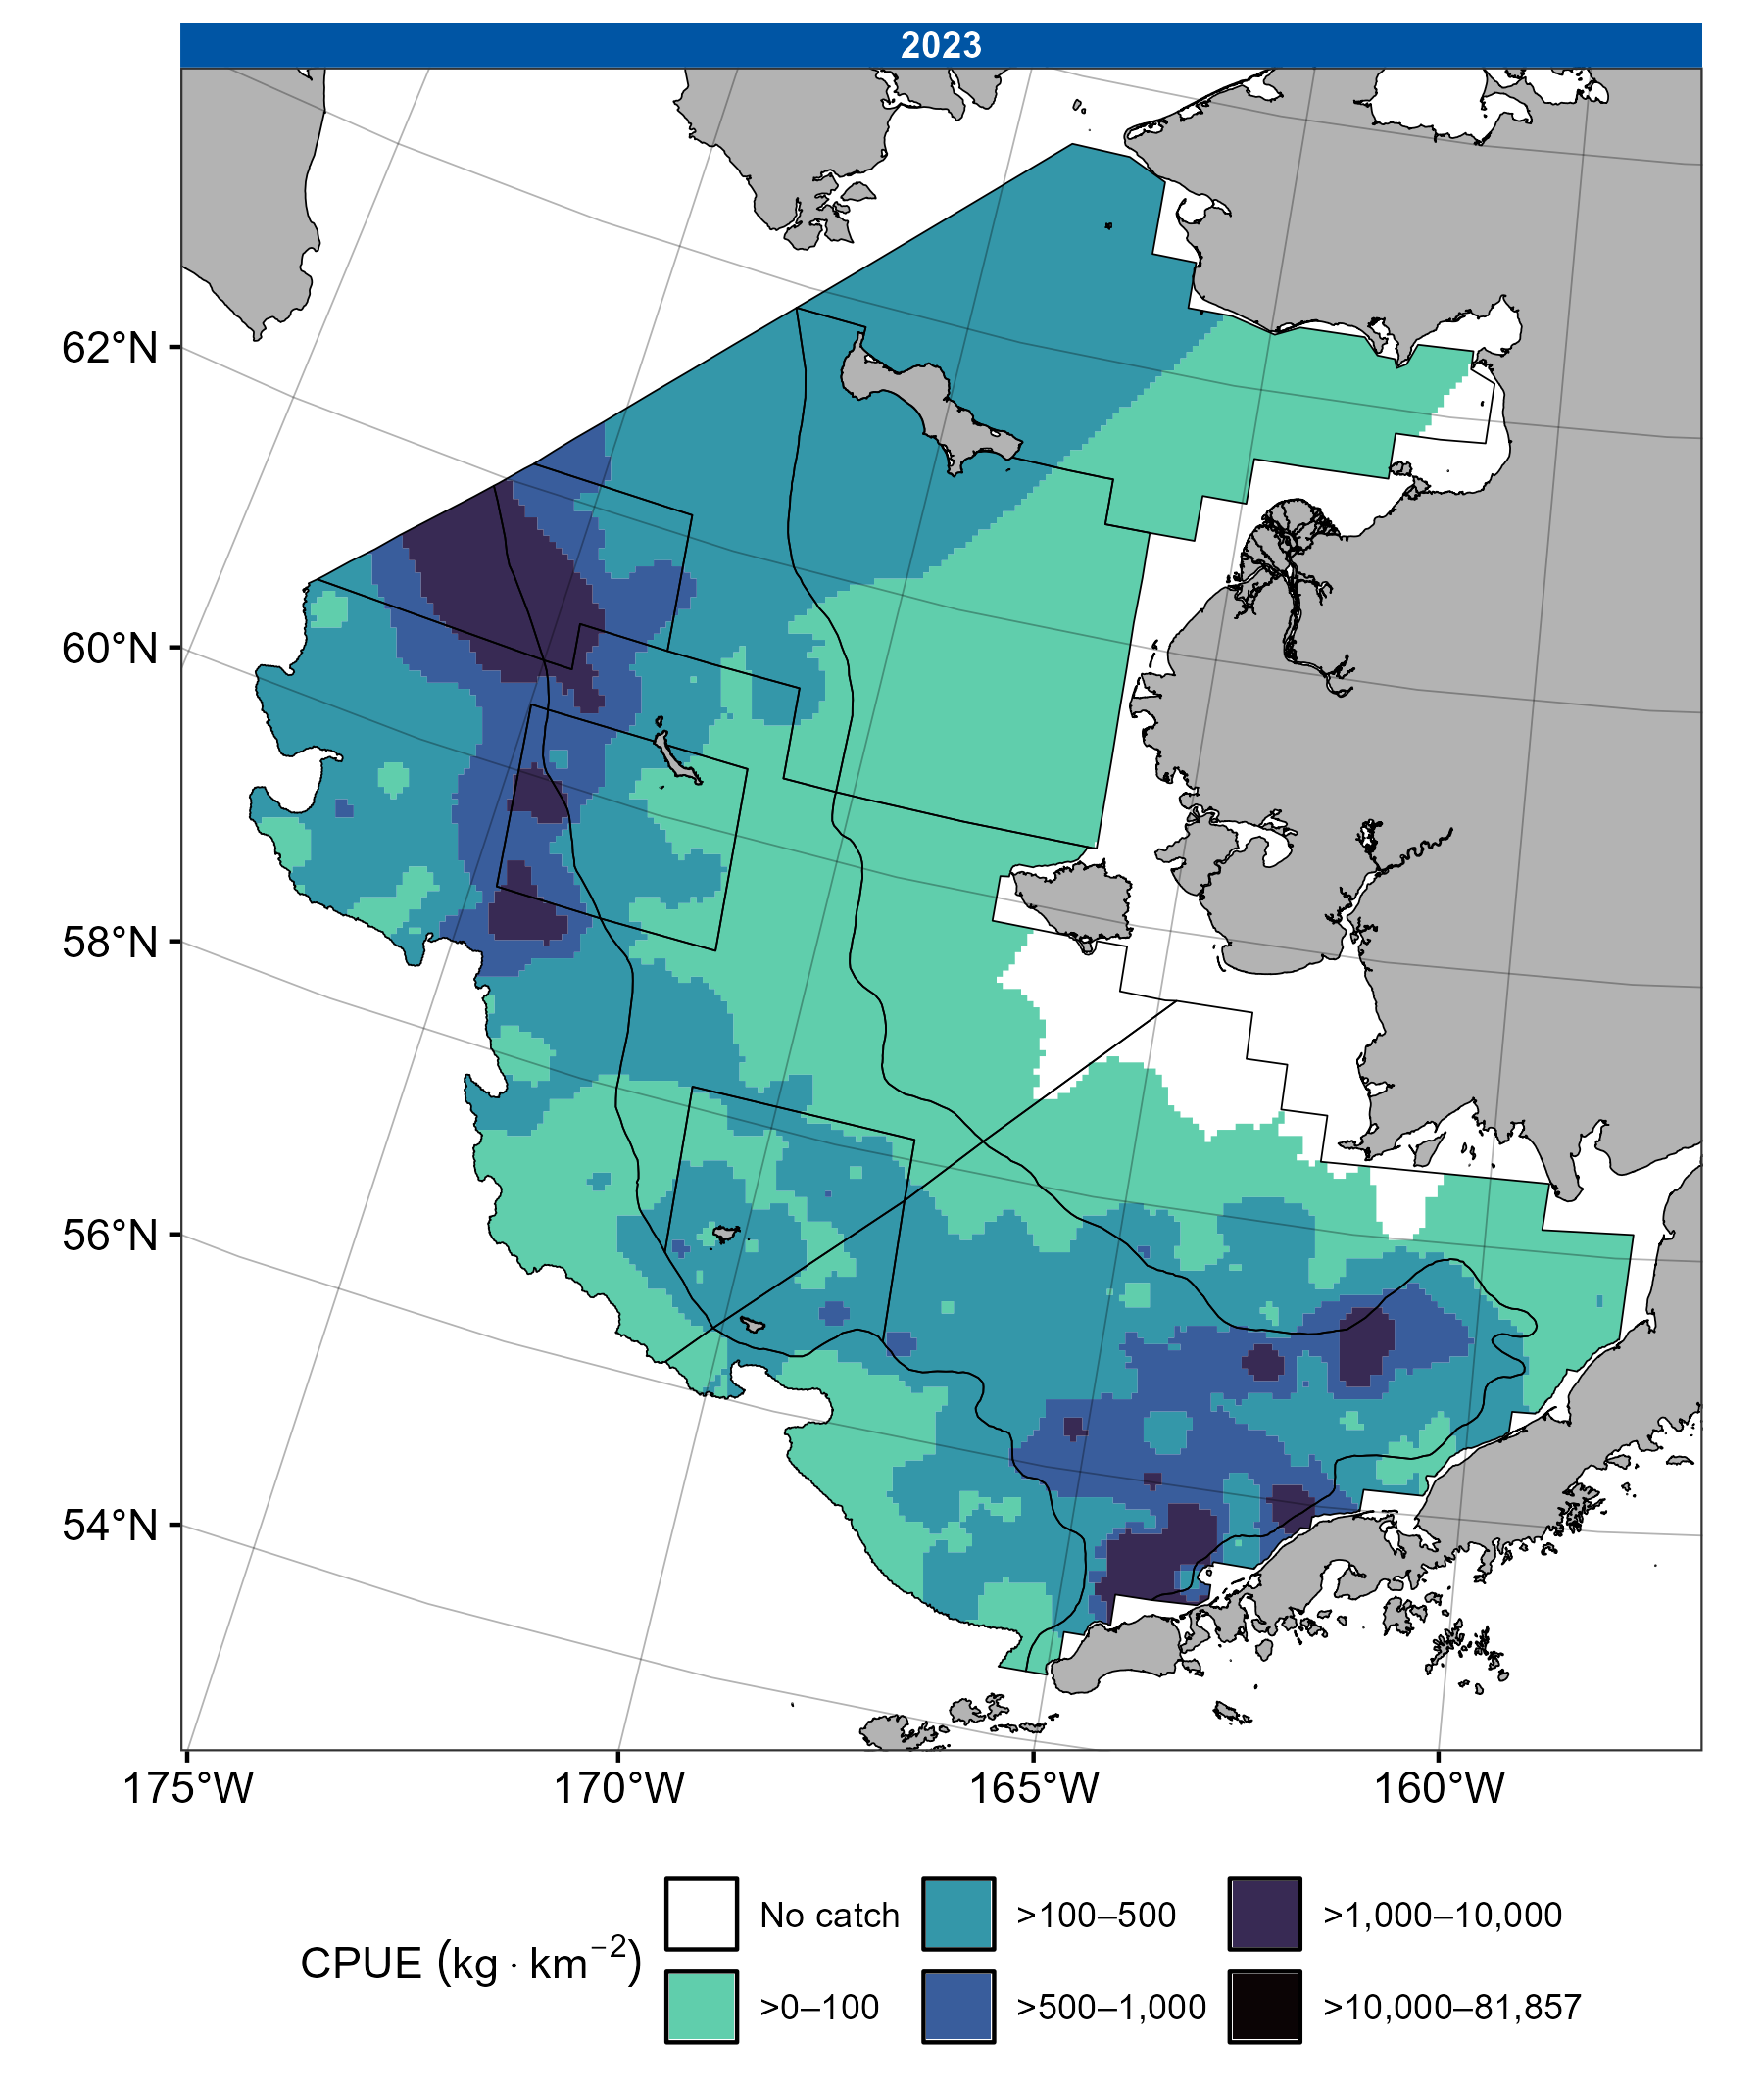 2023
62°N
60°N
58°N
56°N
54°N
175°W 170°W 165°W 160°W
CPUE (kg · km⁻²)
No catch >100–500 >1,000–10,000
>0–100 >500–1,000 >10,000–81,857